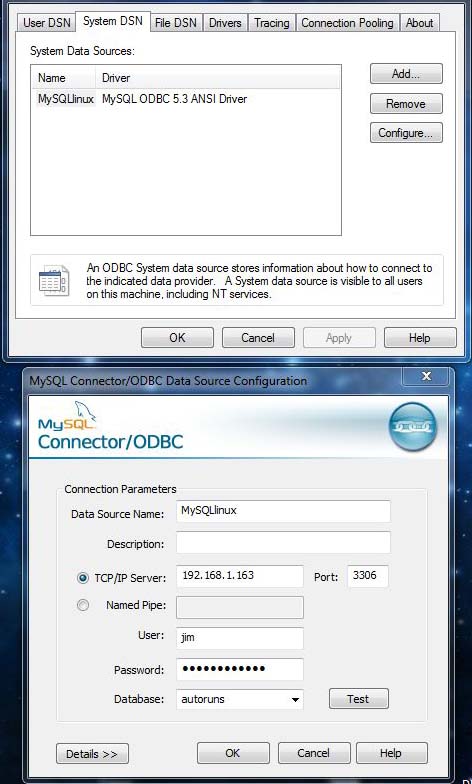 User DSN System DSN File DSN Drivers Tracing Connection Pooling About
System Data Sources:
Name Driver
MySQLlinux MySQL ODBC 5.3 ANSI Driver
Add...
Remove
Configure...
An ODBC System data source stores information about how to connect to
the indicated data provider. A System data source is visible to all users
on this machine, including NT services.
OK Cancel Apply Help
MySQL Connector/ODBC Data Source Configuration
X
MySQL
Connector/ODBC
Connection Parameters
Data Source Name: MySQLlinux
Description:
TCP/IP Server: 192.168.1.163 Port: 3306
Named Pipe:
User: jim
Password: ●●●●●●●●●●●●
Database: autoruns Test
Details >> OK Cancel Help